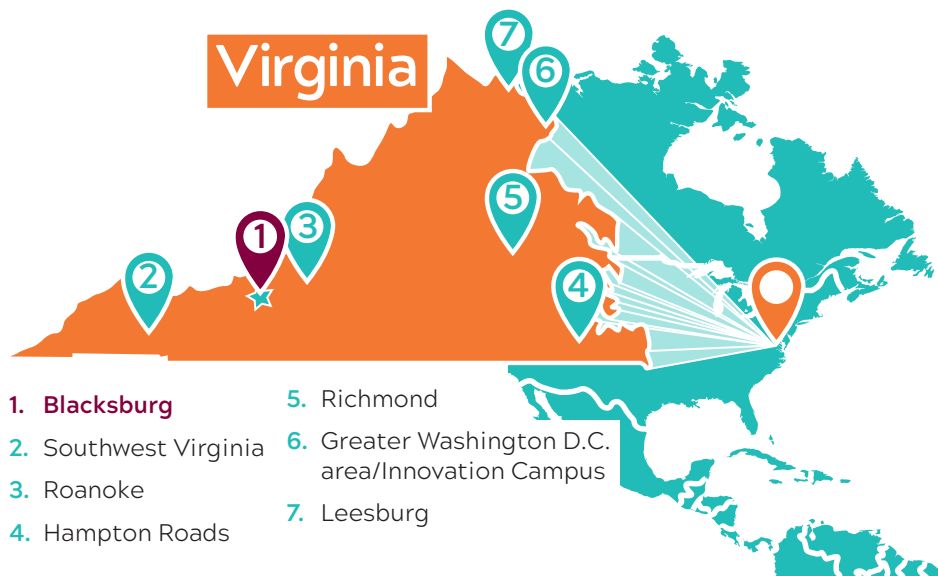 Virginia
7
6
5
3
1
2
4
1. Blacksburg
2. Southwest Virginia
3. Roanoke
4. Hampton Roads
5. Richmond
6. Greater Washington D.C.
area/Innovation Campus
7. Leesburg